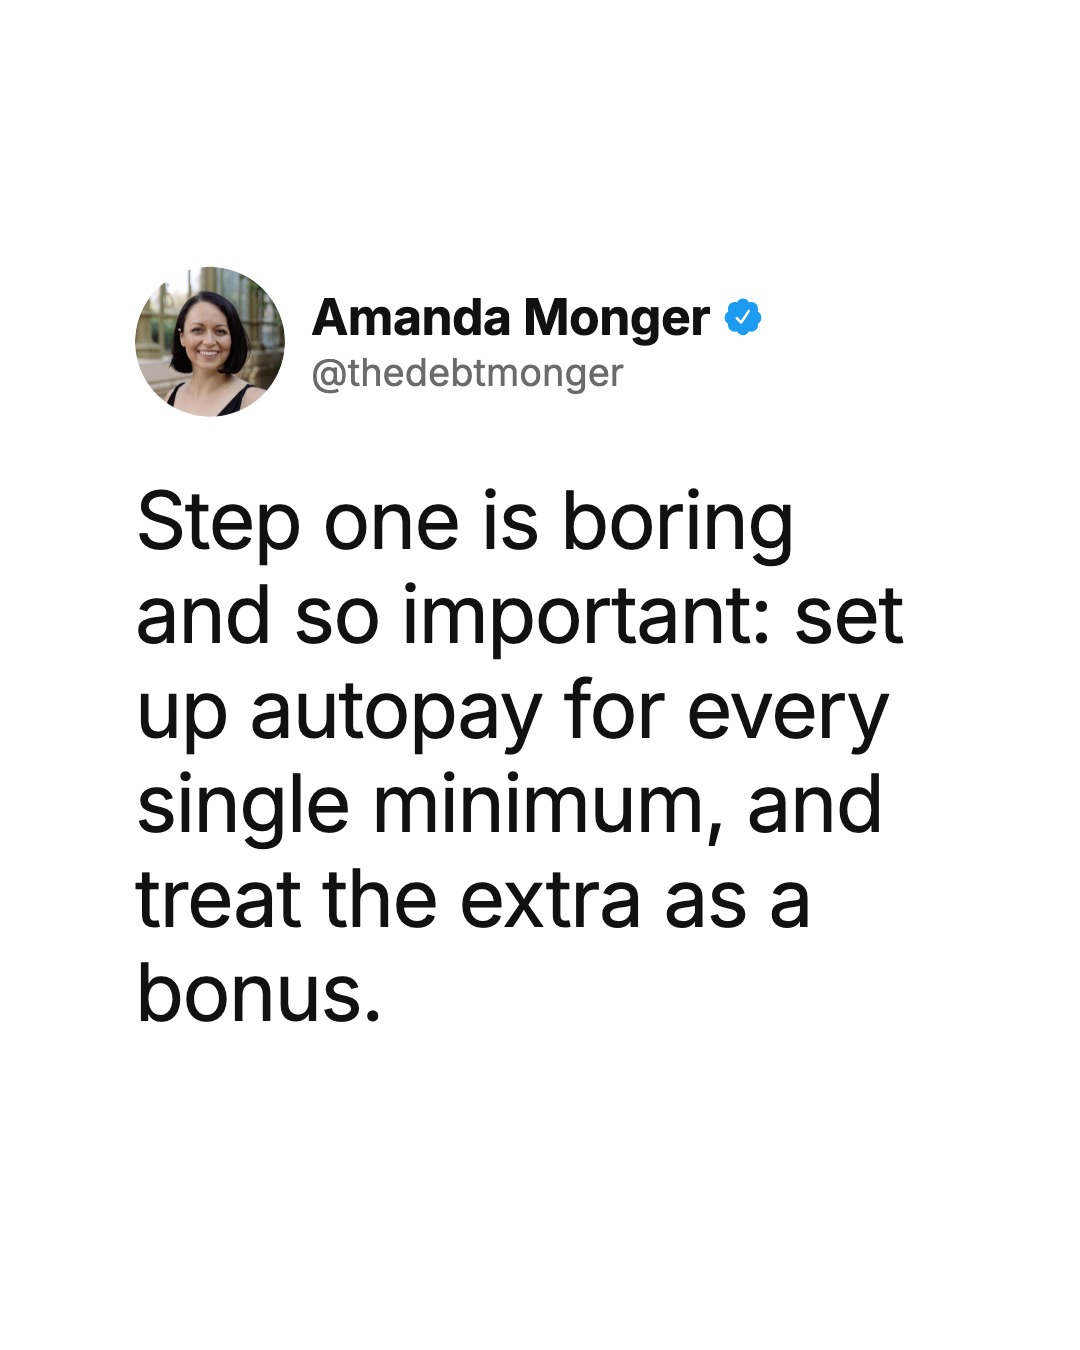 Amanda Monger
@thedebtmonger
Step one is boring
and so important: set
up autopay for every
single minimum, and
treat the extra as a
bonus.